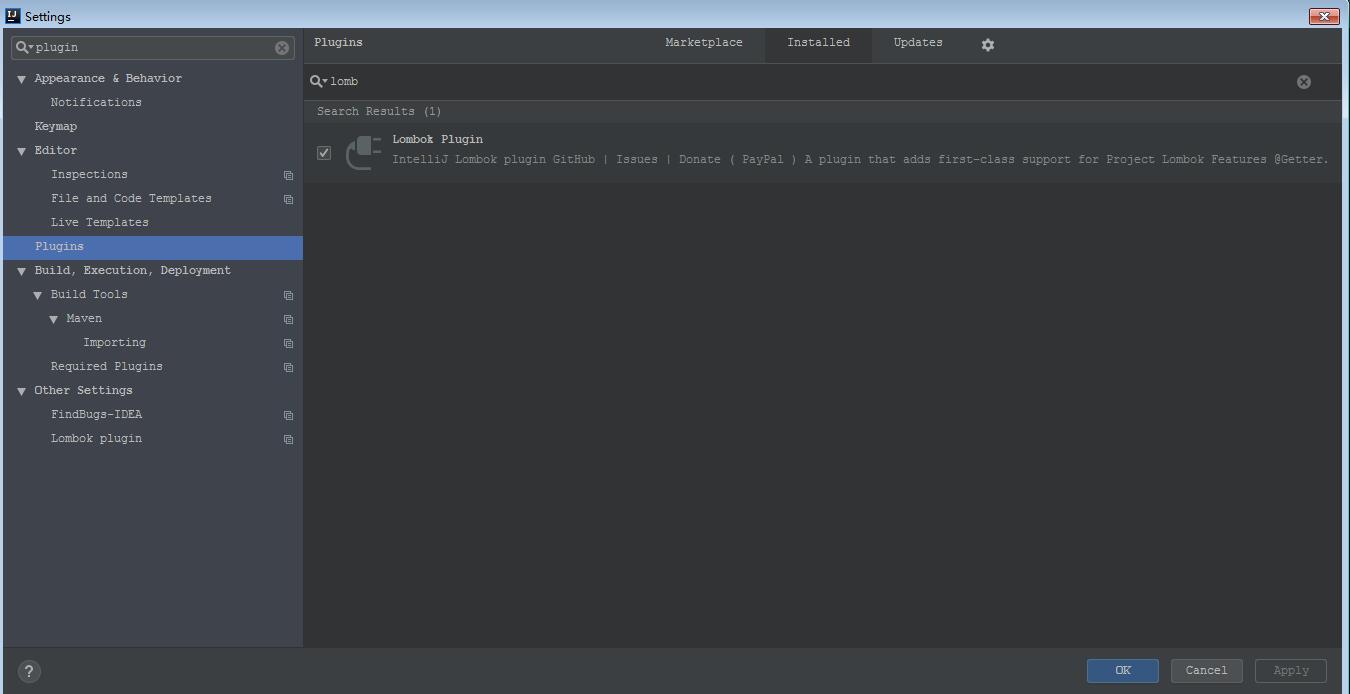 Settings
plugin
Appearance & Behavior
Notifications
Keymap
Editor
Inspections
File and Code Templates
Live Templates
Plugins
Build, Execution, Deployment
Build Tools
Maven
Importing
Required Plugins
Other Settings
FindBugs-IDEA
Lombok plugin
Plugins Marketplace Installed Updates
lomb
Search Results (1)
Lombok Plugin
IntelliJ Lombok plugin GitHub | Issues | Donate ( PayPal ) A plugin that adds first-class support for Project Lombok Features @Getter.
? OK Cancel Apply